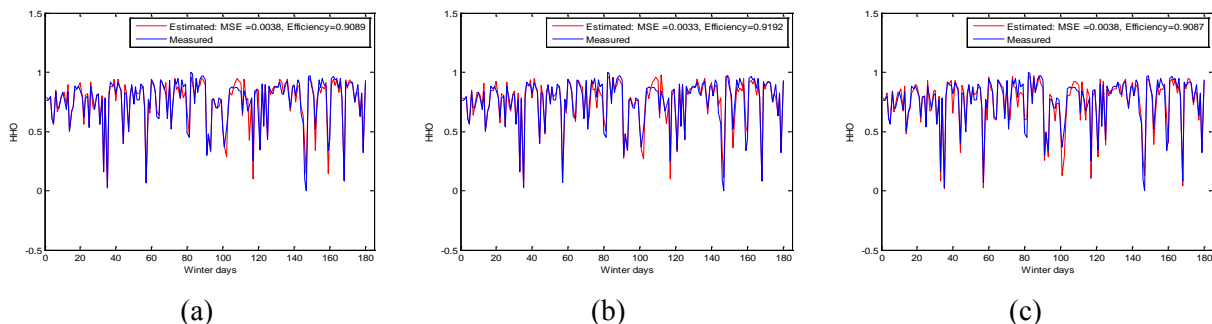 1.5
1
0.5
0
-0.5
HHO
0 20 40 60 80 100 120 140 160 180
Winter days
Estimated: MSE =0.0038, Efficiency=0.9089
Measured
(a)
1.5
1
0.5
0
-0.5
HHO
0 20 40 60 80 100 120 140 160 180
Winter days
Estimated: MSE =0.0033, Efficiency=0.9192
Measured
(b)
1.5
1
0.5
0
-0.5
HHO
0 20 40 60 80 100 120 140 160 180
Winter days
Estimated: MSE =0.0038, Efficiency=0.9087
Measured
(c)